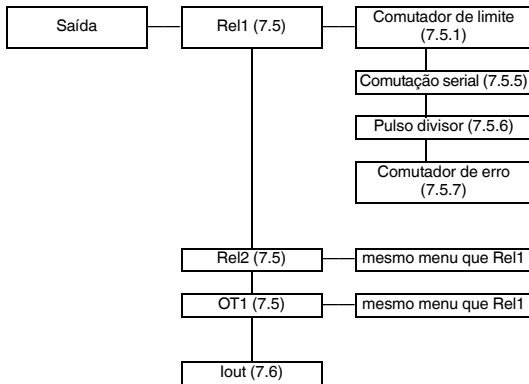 Saída
Rel1 (7.5)
Comutador de limite
(7.5.1)
Comutação serial (7.5.5)
Pulso divisor (7.5.6)
Comutador de erro
(7.5.7)
Rel2 (7.5)
mesmo menu que Rel1
OT1 (7.5)
mesmo menu que Rel1
Iout (7.6)